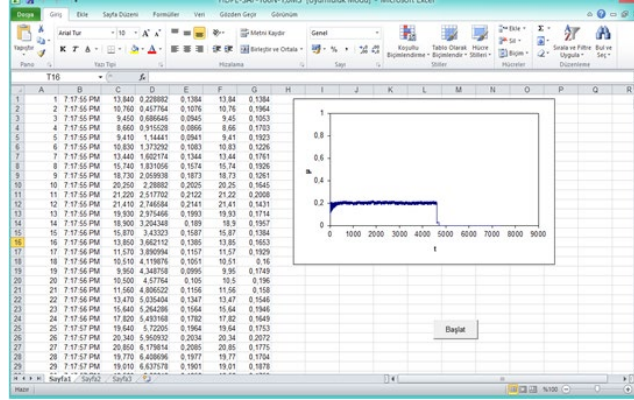 HDPE-SAF-100N-1.0MS [Uyumluluk Modu] - Microsoft Excel
Dosya Giriş Ekle Sayfa Düzeni Formüller Veri Gözden Geçir Görünüm
Arial Tur 10 Metni Kaydır Genel Ekle
Yapıştır K T A Birleştir ve Ortala % Koşullu Biçimlendirme Tablo Olarak Biçimlendir Hücre Stilleri Sil Biçim Sırala ve Filtre Uygula Bul ve Seç
Pano Yazı Tipi Hizalama Sayı Stiller Hücreler Düzenleme
T16 fx
A B C D E F G H I J K L M N O P Q R
1 1 7:17:55 PM 13,840 0,228882 0,1384 13,84 0,1384
2 2 7:17:55 PM 10,760 0,457764 0,1076 10,76 0,1964
3 3 7:17:55 PM 9,450 0,686646 0,0945 9,45 0,1053
4 4 7:17:55 PM 8,660 0,915528 0,0866 8,66 0,1703
5 5 7:17:55 PM 9,410 1,14441 0,0941 9,41 0,1923
6 6 7:17:55 PM 10,830 1,373292 0,1083 10,83 0,1226
7 7 7:17:55 PM 13,440 1,602174 0,1344 13,44 0,1761
8 8 7:17:55 PM 15,740 1,831056 0,1574 15,74 0,1926
9 9 7:17:55 PM 18,730 2,059938 0,1873 18,73 0,1261
10 10 7:17:55 PM 20,250 2,28882 0,2025 20,25 0,1645
11 11 7:17:55 PM 21,220 2,517702 0,2122 21,22 0,2008
12 12 7:17:55 PM 21,410 2,746584 0,2141 21,41 0,1431
13 13 7:17:56 PM 19,930 2,975466 0,1993 19,93 0,1714
14 14 7:17:56 PM 18,900 3,204348 0,189 18,9 0,1957
15 15 7:17:56 PM 15,870 3,43323 0,1587 15,87 0,1384
16 16 7:17:56 PM 13,850 3,662112 0,1385 13,85 0,1653
17 17 7:17:56 PM 11,570 3,890994 0,1157 11,57 0,1929
18 18 7:17:56 PM 10,510 4,119876 0,1051 10,51 0,16
19 19 7:17:56 PM 9,950 4,348758 0,0995 9,95 0,1749
20 20 7:17:56 PM 10,500 4,57764 0,105 10,5 0,196
21 21 7:17:56 PM 11,560 4,806522 0,1156 11,56 0,158
22 22 7:17:56 PM 13,470 5,035404 0,1347 13,47 0,1546
23 23 7:17:56 PM 15,640 5,264286 0,1564 15,64 0,1946
24 24 7:17:56 PM 17,820 5,493168 0,1782 17,82 0,1649
25 25 7:17:57 PM 19,640 5,72205 0,1964 19,64 0,1753
26 26 7:17:57 PM 20,340 5,950932 0,2034 20,34 0,2072
27 27 7:17:57 PM 20,850 6,179814 0,2085 20,85 0,1775
28 28 7:17:57 PM 19,770 6,408696 0,1977 19,77 0,1704
29 29 7:17:57 PM 19,010 6,637578 0,1901 19,01 0,1878
1
0,8
0,6
µ
0,4
0,2
0
0 1000 2000 3000 4000 5000 6000 7000 8000 9000
t
Başlat
Sayfa1 Sayfa2 Sayfa3
Hazır %100